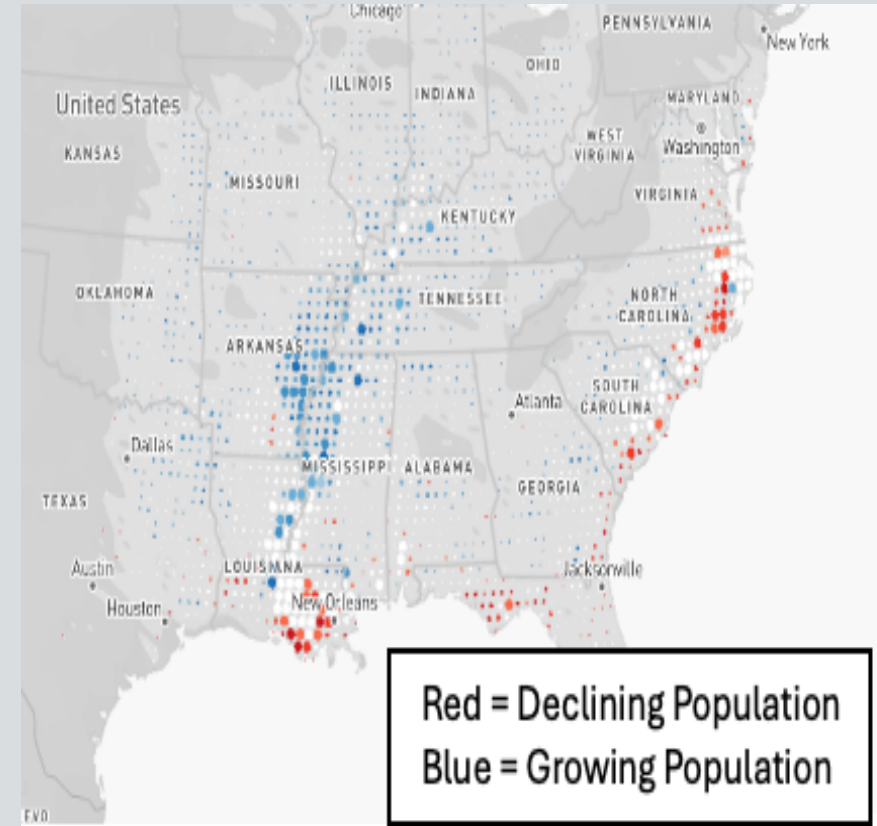 Chicago
PENNSYLVANIA
New York
OHIO
ILLINOIS
INDIANA
United States
MARYLAND
WEST
VIRGINIA
Washington
KANSAS
MISSOURI
VIRGINIA
KENTUCKY
OKLAHOMA
TENNESSEE
NORTH
CAROLINA
ARKANSAS
SOUTH
CAROLINA
Atlanta
Dallas
MISSISSIPPI
ALABAMA
GEORGIA
TEXAS
Austin
LOUISIANA
Jacksonville
Houston
New Orleans
Red = Declining Population
Blue = Growing Population